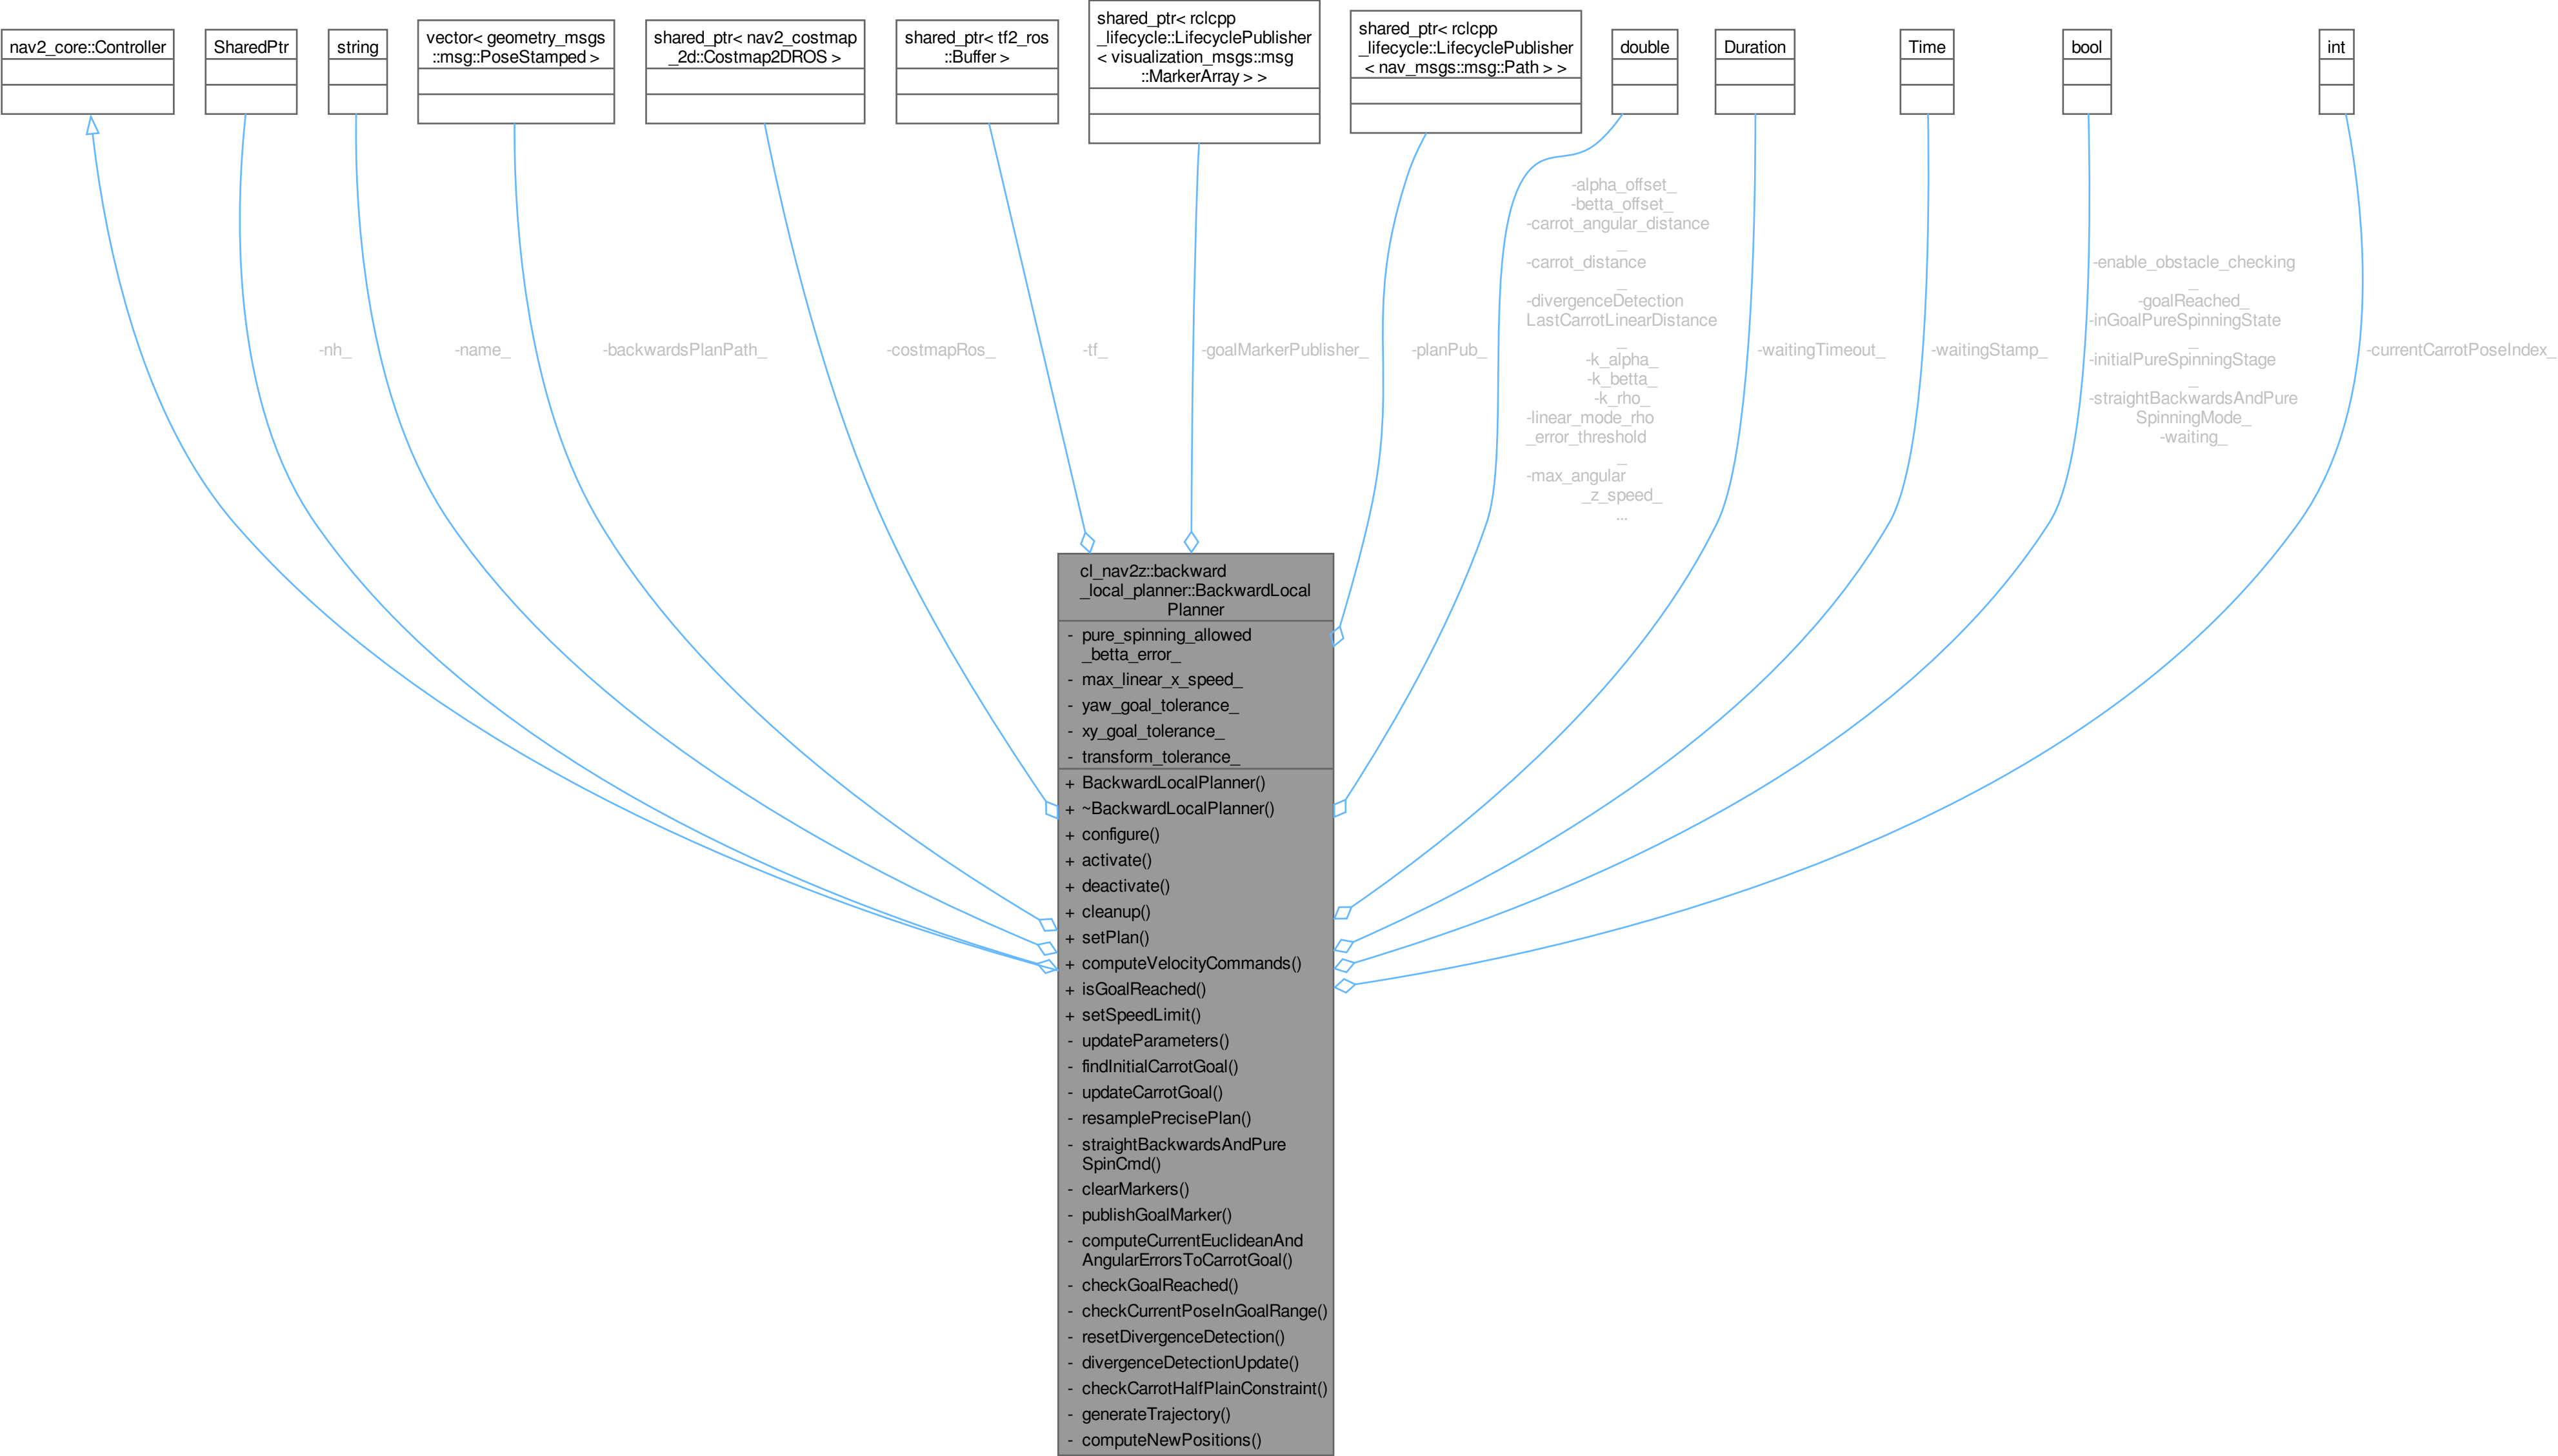 nav2_core::Controller
SharedPtr
string
vector< geometry_msgs
::msg::PoseStamped >
shared_ptr< nav2_costmap
_2d::Costmap2DROS >
shared_ptr< tf2_ros
::Buffer >
shared_ptr< rclcpp
_lifecycle::LifecyclePublisher
< visualization_msgs::msg
::MarkerArray > >
shared_ptr< rclcpp
_lifecycle::LifecyclePublisher
< nav_msgs::msg::Path > >
double
Duration
Time
bool
int
-nh_
-name_
-backwardsPlanPath_
-costmapRos_
-tf_
-goalMarkerPublisher_
-planPub_
-alpha_offset_
-betta_offset_
-carrot_angular_distance
_
-carrot_distance
_
-divergenceDetection
LastCarrotLinearDistance
_
-k_alpha_
-k_betta_
-k_rho_
-linear_mode_rho
_error_threshold
_
-max_angular
_z_speed_
...
-waitingTimeout_
-waitingStamp_
-enable_obstacle_checking
_
-goalReached_
-inGoalPureSpinningState
_
-initialPureSpinningStage
_
-straightBackwardsAndPure
SpinningMode_
-waiting_
-currentCarrotPoseIndex_
cl_nav2z::backward
_local_planner::BackwardLocal
Planner
- pure_spinning_allowed
_betta_error_
- max_linear_x_speed_
- yaw_goal_tolerance_
- xy_goal_tolerance_
- transform_tolerance_
+ BackwardLocalPlanner()
+ ~BackwardLocalPlanner()
+ configure()
+ activate()
+ deactivate()
+ cleanup()
+ setPlan()
+ computeVelocityCommands()
+ isGoalReached()
+ setSpeedLimit()
- updateParameters()
- findInitialCarrotGoal()
- updateCarrotGoal()
- resamplePrecisePlan()
- straightBackwardsAndPure
SpinCmd()
- clearMarkers()
- publishGoalMarker()
- computeCurrentEuclideanAnd
AngularErrorsToCarrotGoal()
- checkGoalReached()
- checkCurrentPoseInGoalRange()
- resetDivergenceDetection()
- divergenceDetectionUpdate()
- checkCarrotHalfPlainConstraint()
- generateTrajectory()
- computeNewPositions()